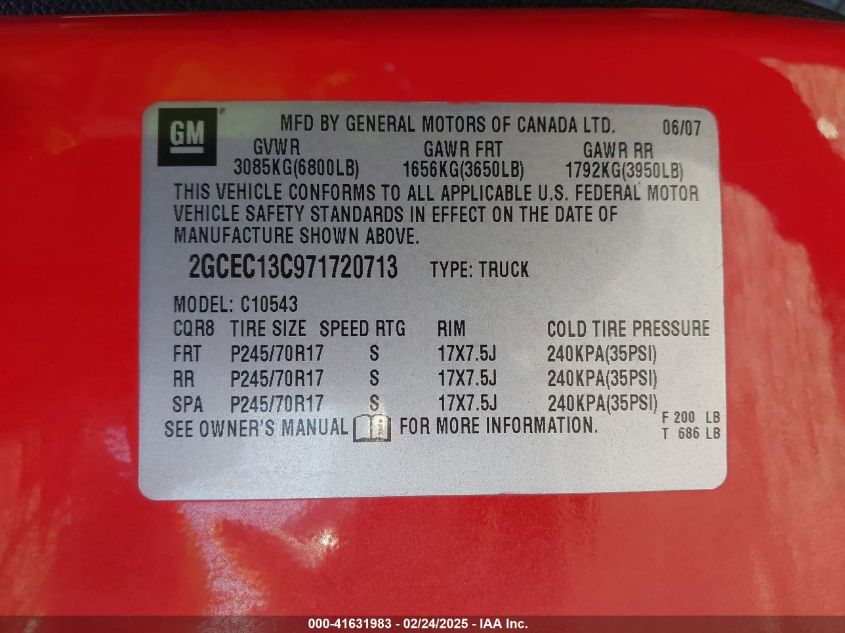 GM ® MFD BY GENERAL MOTORS OF CANADA LTD. 06/07
GVWR GAWR FRT GAWR RR
3085KG(6800LB) 1656KG(3650LB) 1792KG(3950LB)
THIS VEHICLE CONFORMS TO ALL APPLICABLE U.S. FEDERAL MOTOR
VEHICLE SAFETY STANDARDS IN EFFECT ON THE DATE OF
MANUFACTURE SHOWN ABOVE.
2GCEC13C971720713 TYPE: TRUCK
MODEL: C10543
CQR8 TIRE SIZE SPEED RTG RIM COLD TIRE PRESSURE
FRT P245/70R17 S 17X7.5J 240KPA(35PSI)
RR P245/70R17 S 17X7.5J 240KPA(35PSI)
SPA P245/70R17 S 17X7.5J 240KPA(35PSI)
SEE OWNER'S MANUAL FOR MORE INFORMATION.
F 200 LB
T 686 LB
000-41631983 - 02/24/2025 - IAA Inc.